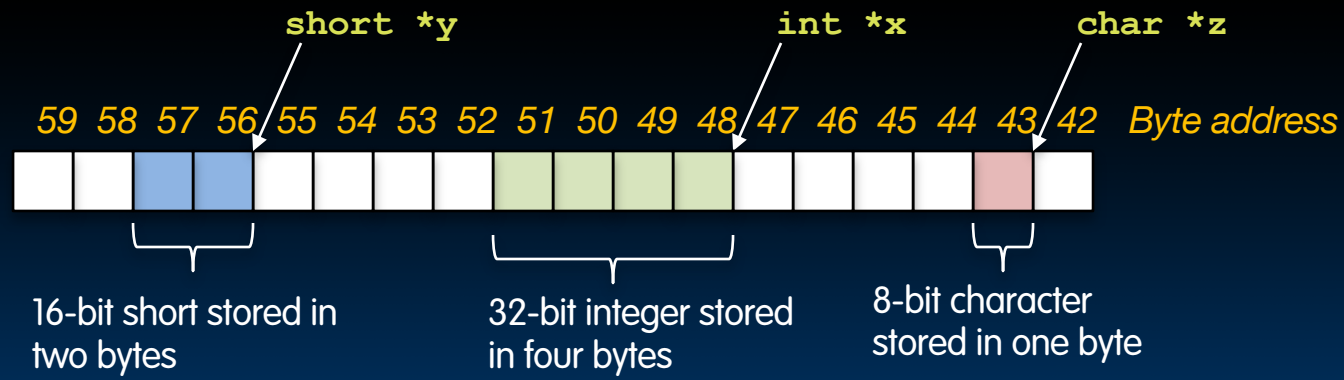 short *y int *x char *z
59 58 57 56 55 54 53 52 51 50 49 48 47 46 45 44 43 42 Byte address
16-bit short stored in
two bytes
32-bit integer stored
in four bytes
8-bit character
stored in one byte